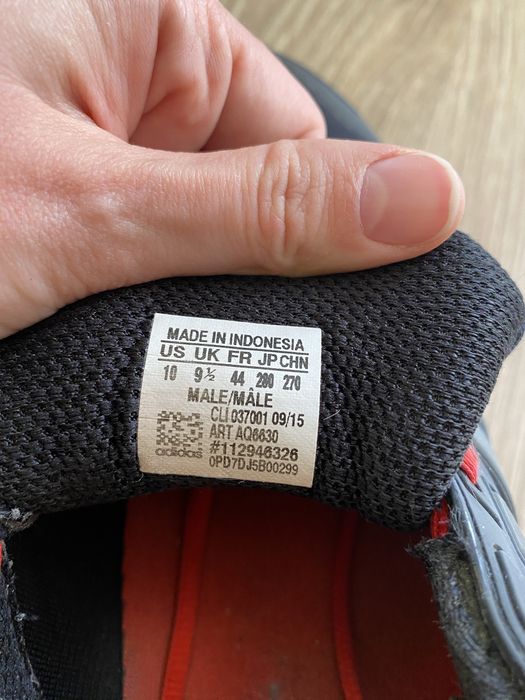 MADE IN INDONESIA
US UK FR JP CHN
10 9½ 44 280 270
MALE/MÂLE
CLI 037001 09/15
ART AQ6630
#112946326
adidas
0PD7DJ5B00299